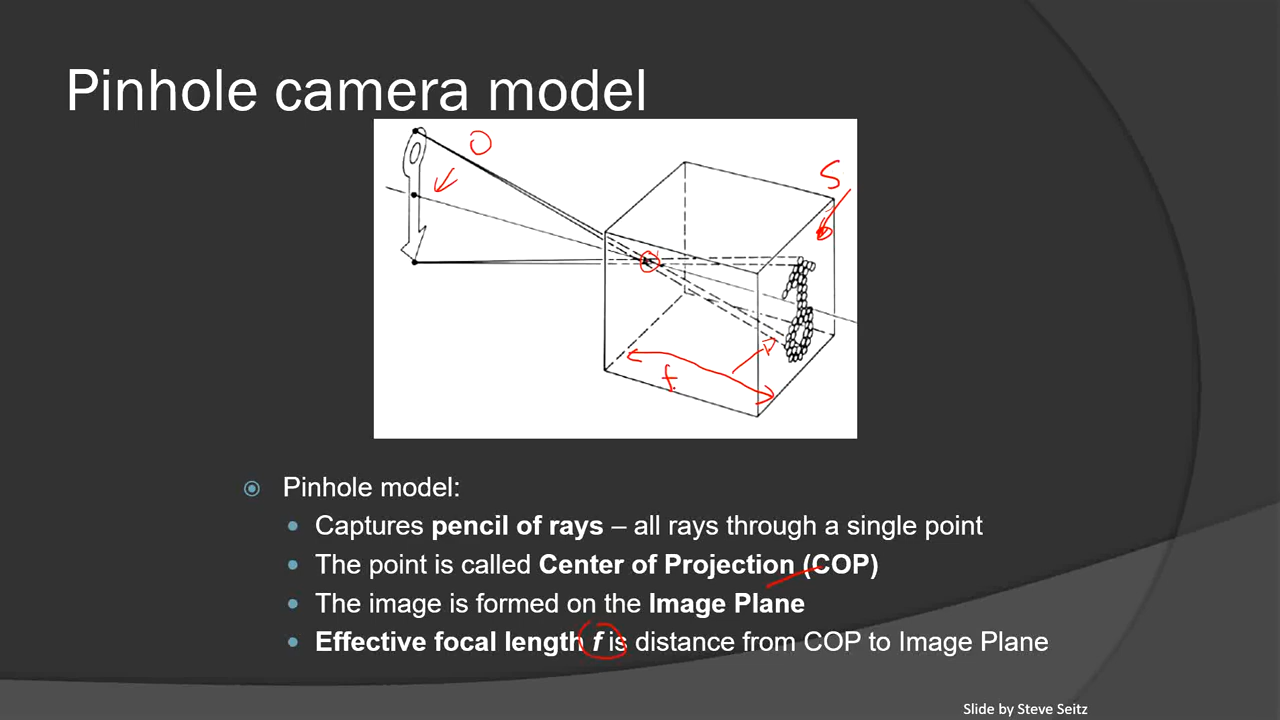 Pinhole camera model
O
S
f
Pinhole model:
Captures pencil of rays – all rays through a single point
The point is called Center of Projection (COP)
The image is formed on the Image Plane
Effective focal length f is distance from COP to Image Plane
Slide by Steve Seitz